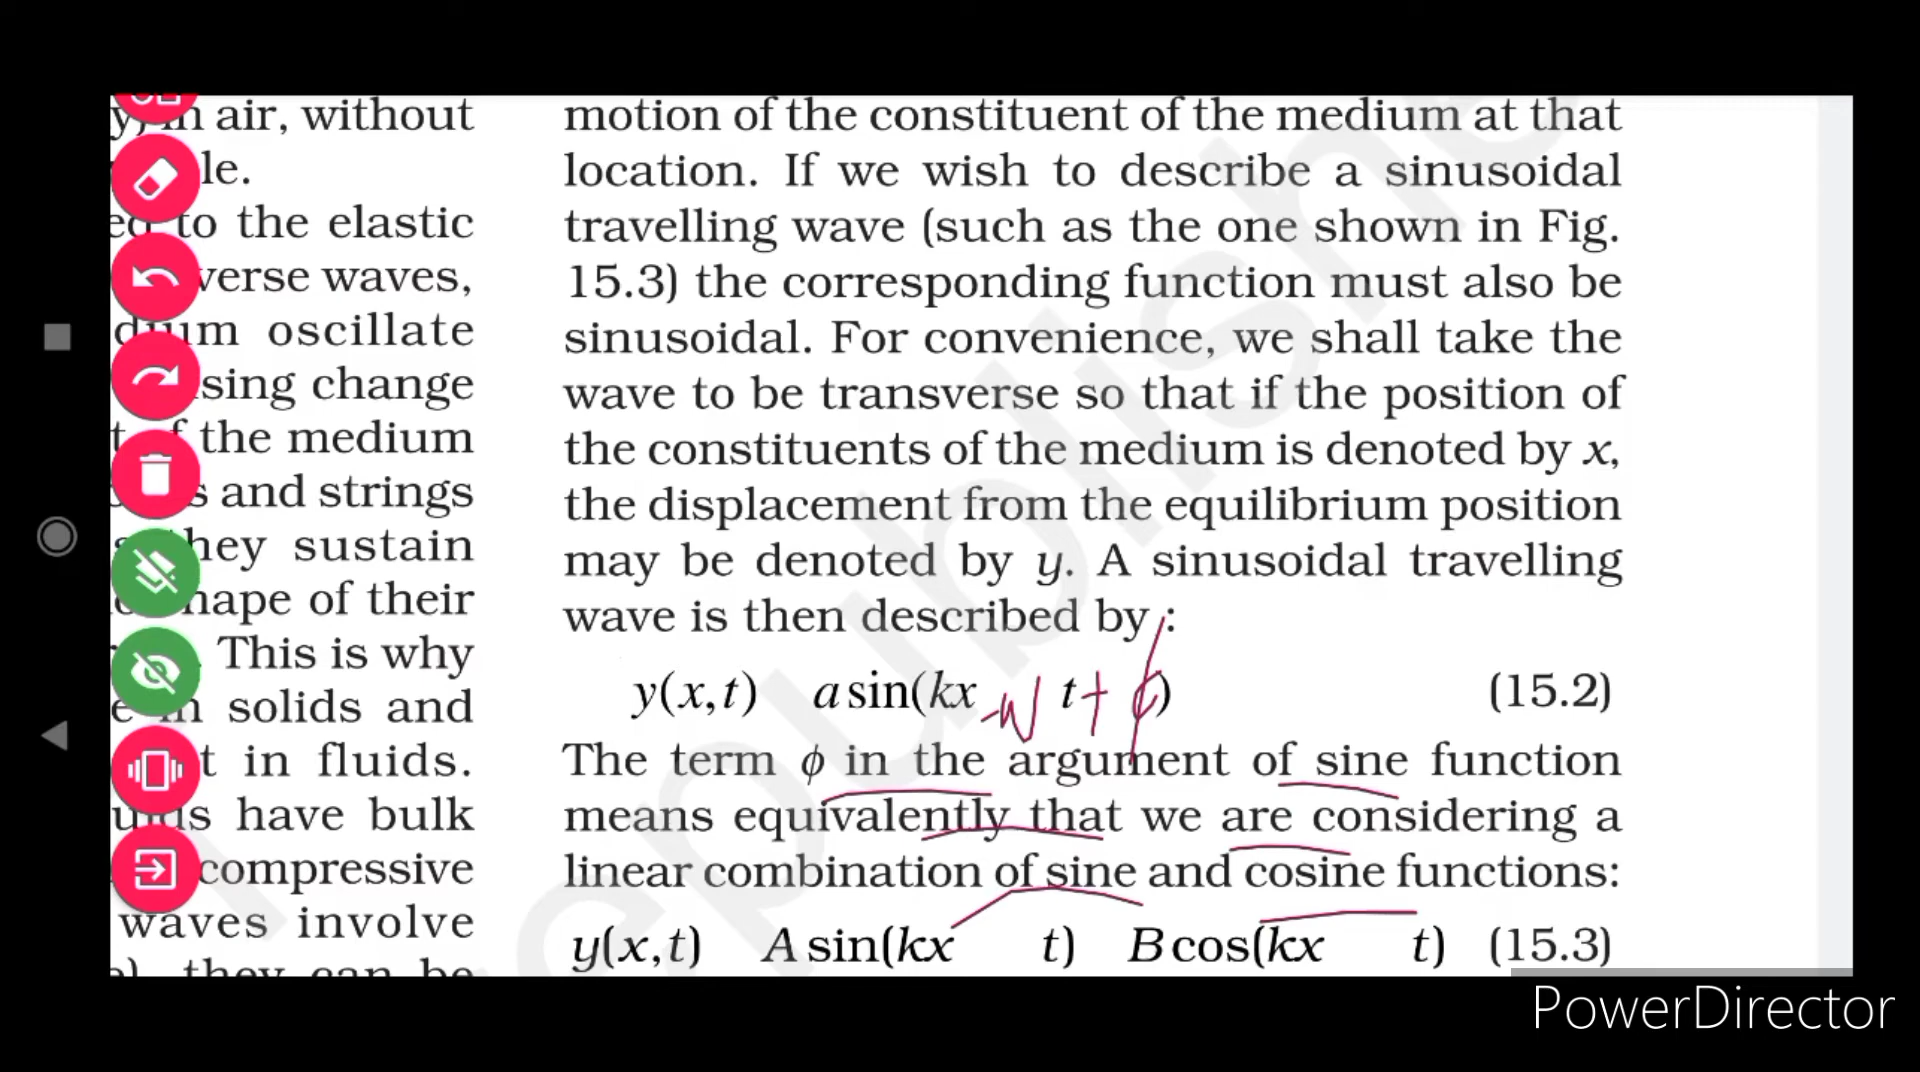 in air, without
le.
to the elastic
verse waves,
oscillate
sing change
the medium
s and strings
hey sustain
hape of their
. This is why
solids and
t in fluids.
have bulk
compressive
waves involve
they can be
motion of the constituent of the medium at that
location. If we wish to describe a sinusoidal
travelling wave (such as the one shown in Fig.
15.3) the corresponding function must also be
sinusoidal. For convenience, we shall take the
wave to be transverse so that if the position of
the constituents of the medium is denoted by x,
the displacement from the equilibrium position
may be denoted by y. A sinusoidal travelling
wave is then described by :
y(x,t) a sin(kx -w t + ϕ) (15.2)
The term ϕ in the argument of sine function
means equivalently that we are considering a
linear combination of sine and cosine functions:
y(x,t) A sin(kx t) B cos(kx t) (15.3)
PowerDirector